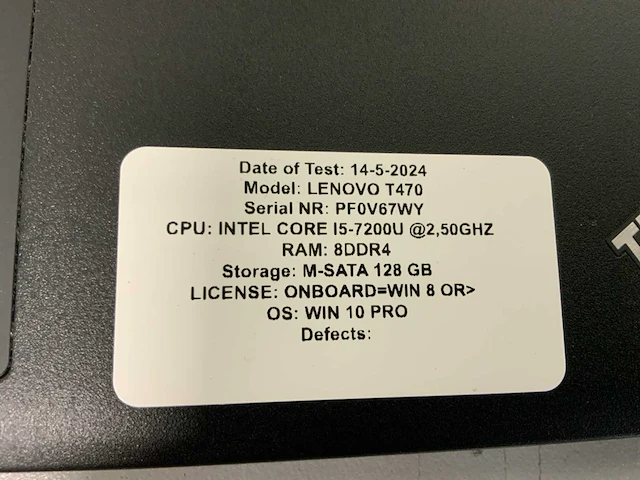 Date of Test: 14-5-2024
Model: LENOVO T470
Serial NR: PF0V67WY
CPU: INTEL CORE I5-7200U @2,50GHZ
RAM: 8DDR4
Storage: M-SATA 128 GB
LICENSE: ONBOARD=WIN 8 OR>
OS: WIN 10 PRO
Defects: